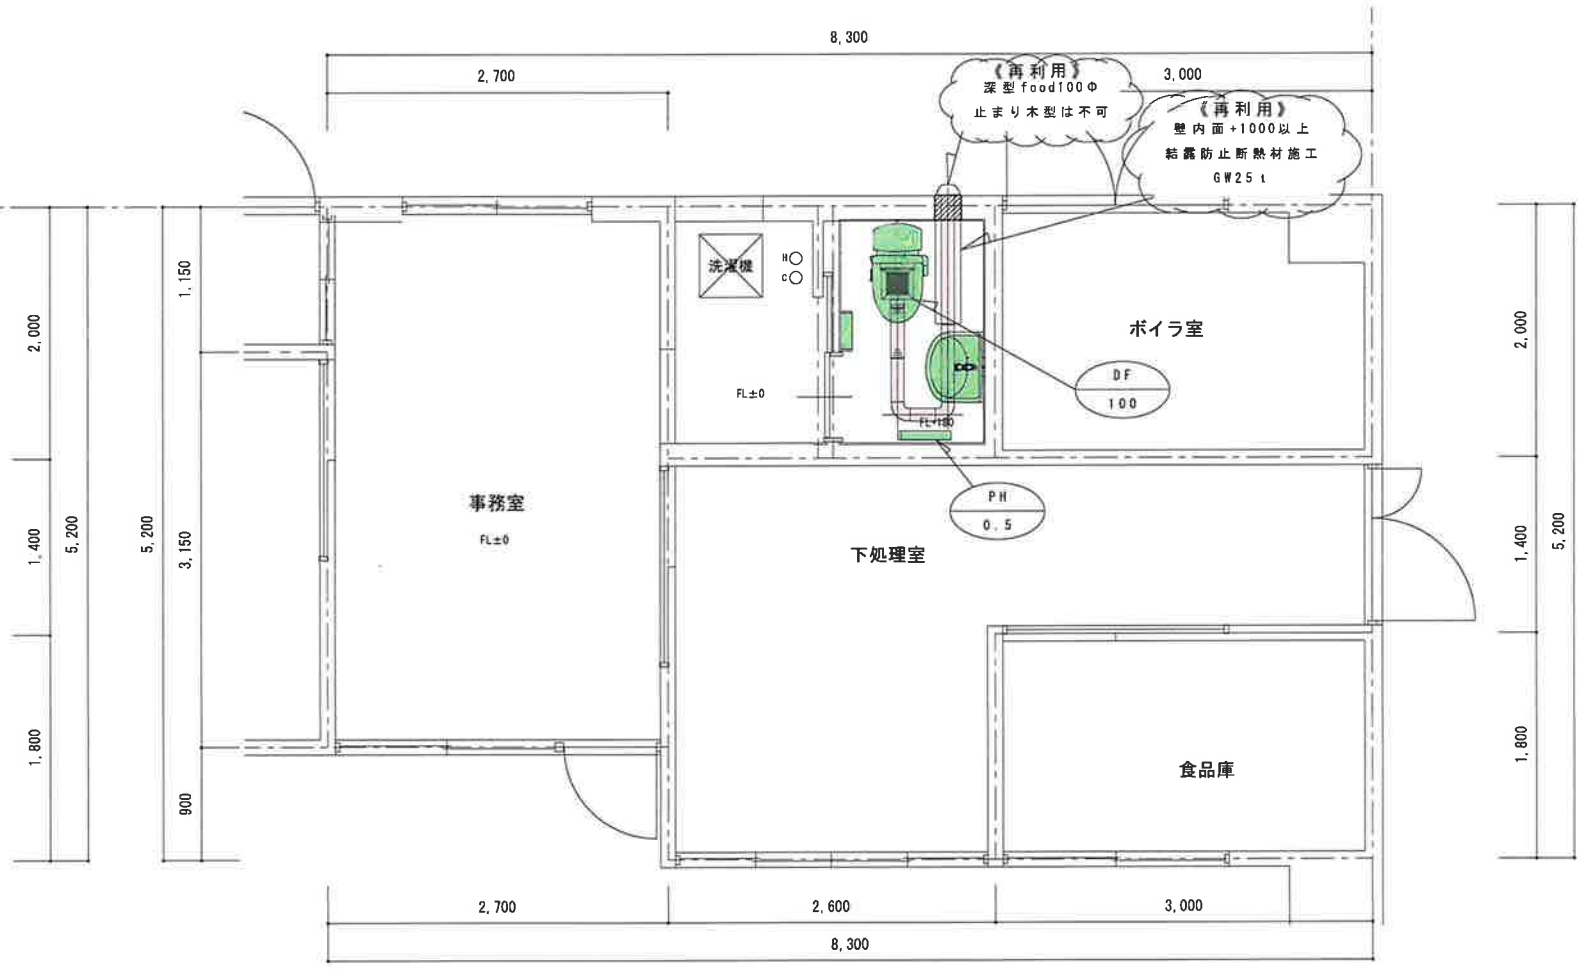 8,300
2,700
3,000
《再利用》
深型food100Φ
止まり木型は不可
《再利用》
壁内面+1000以上
結露防止断熱材施工
GW25t
洗濯機
H
C
FL±0
FL+180
ボイラ室
DF
100
PH
0.5
事務室
FL±0
下処理室
食品庫
2,000
1,400
1,800
5,200
5,200
1,150
3,150
900
2,000
1,400
1,800
5,200
2,700
2,600
3,000
8,300